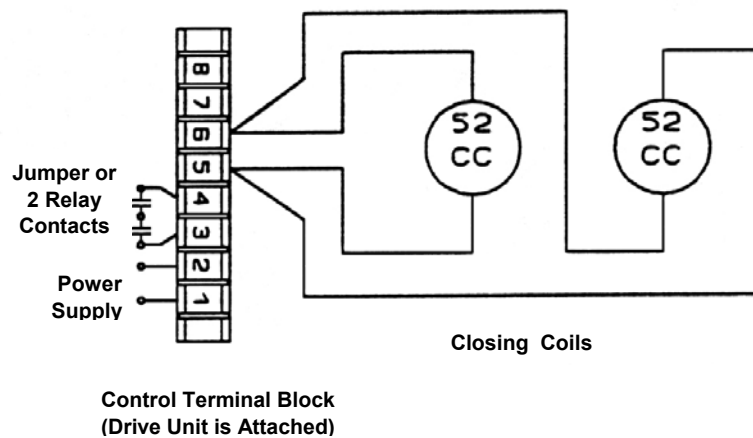 8
7
6
5
4
3
2
1
Jumper or
2 Relay
Contacts
Power
Supply
52
CC
52
CC
Closing Coils
Control Terminal Block
(Drive Unit is Attached)